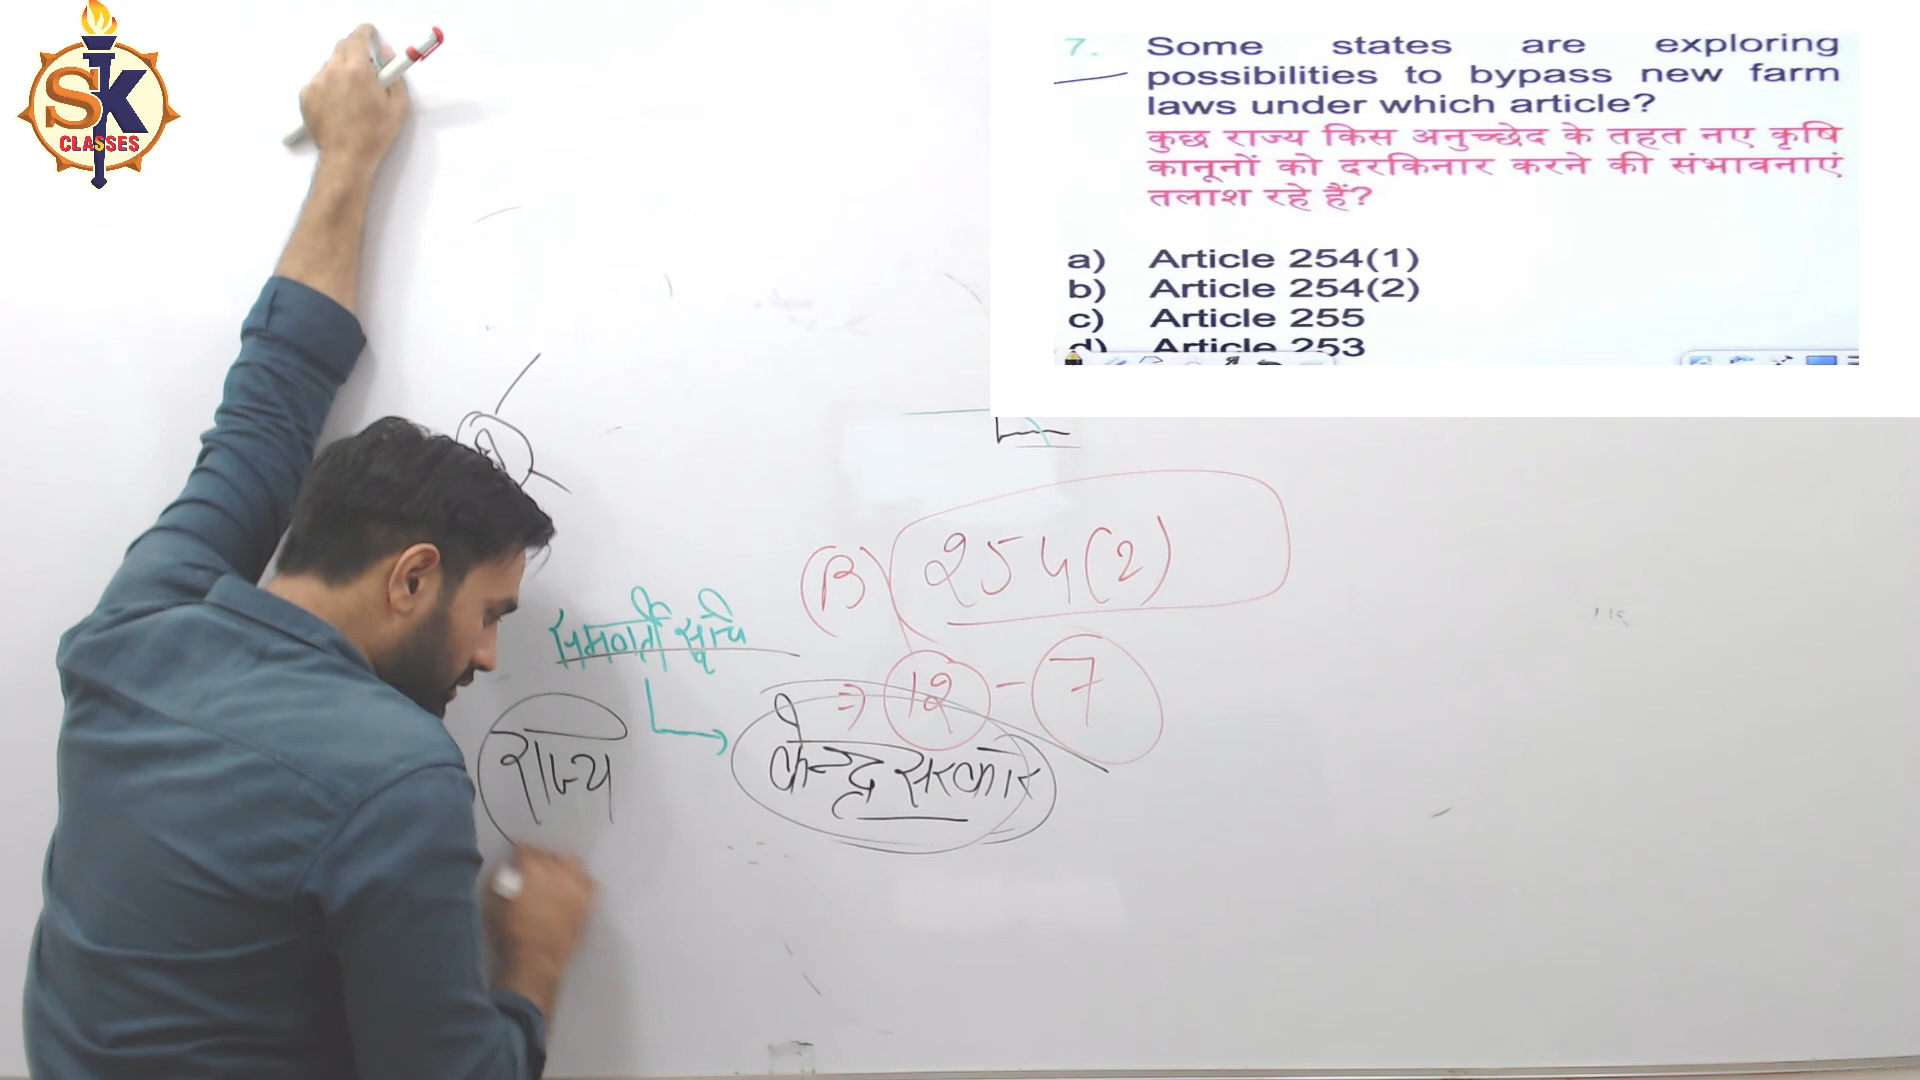 SK
CLASSES
7. Some states are exploring
possibilities to bypass new farm
laws under which article?
कुछ राज्य किस अनुच्छेद के तहत नए कृषि
कानूनों को दरकिनार करने की संभावनाएं
तलाश रहे हैं?
a) Article 254(1)
b) Article 254(2)
c) Article 255
d) Article 253
(B) 254(2)
समवर्ती सूचि
⇒ 12 - 7
राज्य
केन्द्र सरकार